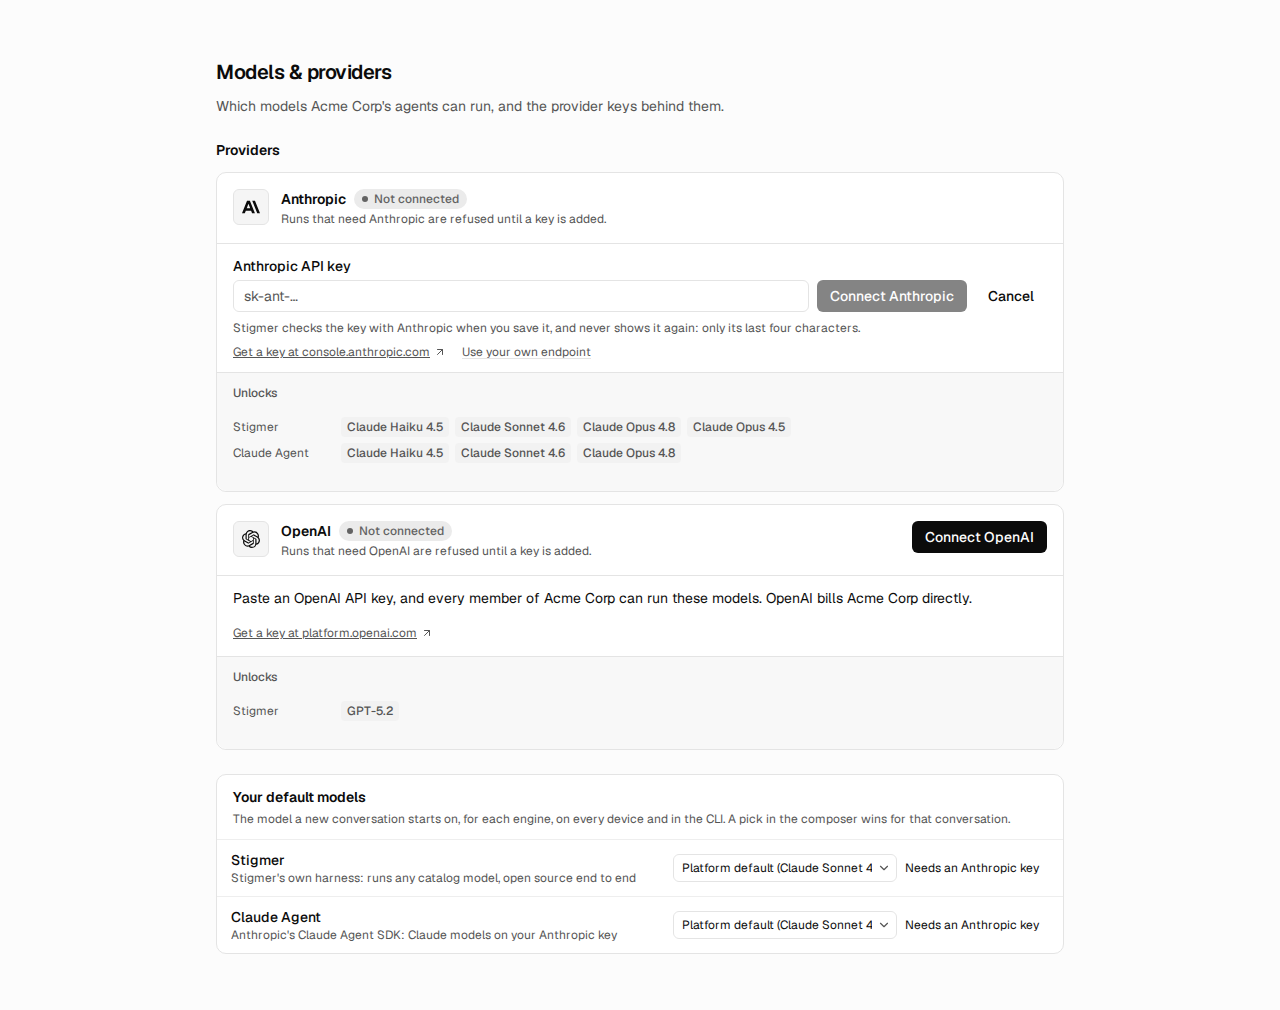 Models & providers
Which models Acme Corp's agents can run, and the provider keys behind them.
Providers
Anthropic Not connected
Runs that need Anthropic are refused until a key is added.
Anthropic API key
sk-ant-... Connect Anthropic Cancel
Stigmer checks the key with Anthropic when you save it, and never shows it again: only its last four characters.
Get a key at console.anthropic.com Use your own endpoint
Unlocks
Stigmer Claude Haiku 4.5 Claude Sonnet 4.6 Claude Opus 4.8 Claude Opus 4.5
Claude Agent Claude Haiku 4.5 Claude Sonnet 4.6 Claude Opus 4.8
OpenAI Not connected
Runs that need OpenAI are refused until a key is added.
Connect OpenAI
Paste an OpenAI API key, and every member of Acme Corp can run these models. OpenAI bills Acme Corp directly.
Get a key at platform.openai.com
Unlocks
Stigmer GPT-5.2
Your default models
The model a new conversation starts on, for each engine, on every device and in the CLI. A pick in the composer wins for that conversation.
Stigmer
Stigmer's own harness: runs any catalog model, open source end to end
Platform default (Claude Sonnet 4 Needs an Anthropic key
Claude Agent
Anthropic's Claude Agent SDK: Claude models on your Anthropic key
Platform default (Claude Sonnet 4 Needs an Anthropic key